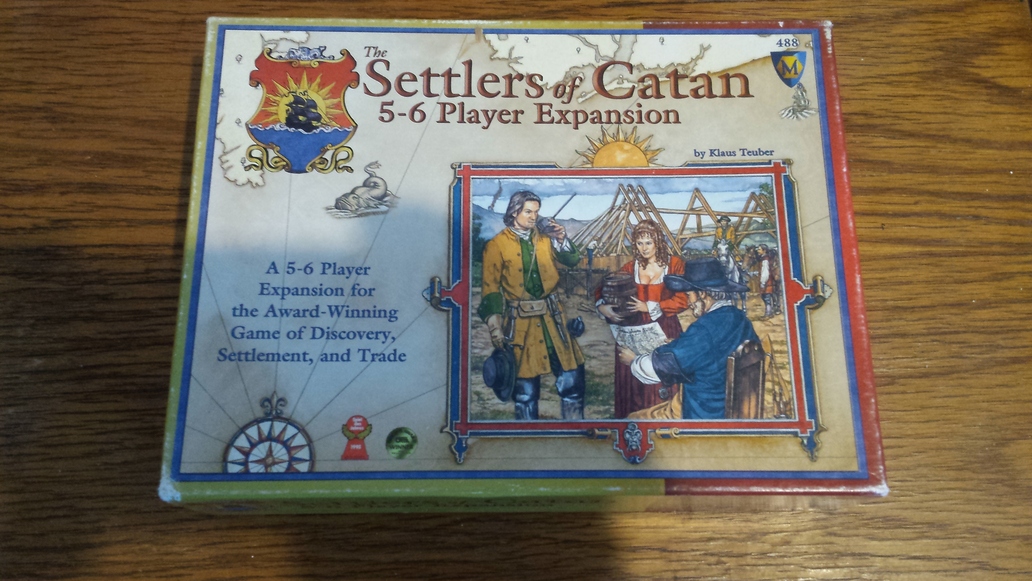 The
Settlers of Catan
5-6 Player Expansion
488
M
by Klaus Teuber
A 5-6 Player
Expansion for
the Award-Winning
Game of Discovery,
Settlement, and Trade